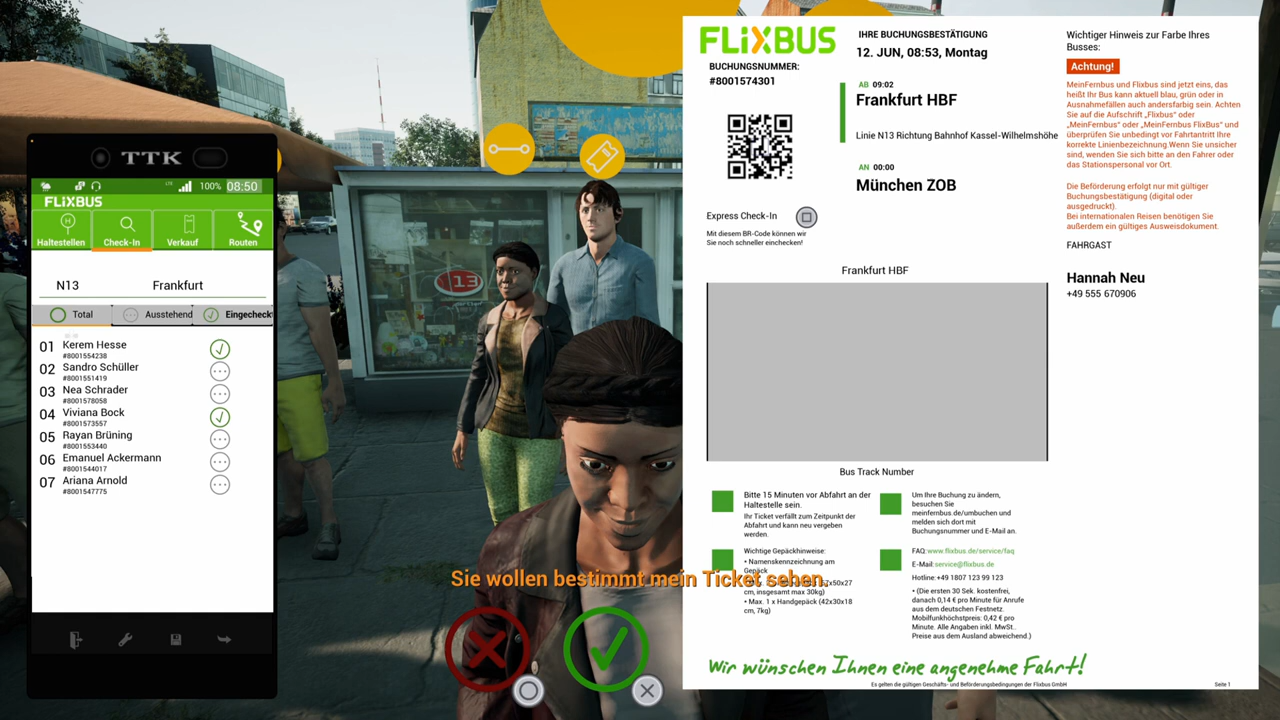 TTK
LTE 100% 08:50
FLiXBUS
Haltestellen Check-In Verkauf Routen
N13 Frankfurt
Total Ausstehend Eingecheckt
01 Kerem Hesse
#8001554238
02 Sandro Schüller
#8001551419
03 Nea Schrader
#8001578058
04 Viviana Bock
#8001573557
05 Rayan Brüning
#8001553440
06 Emanuel Ackermann
#8001544017
07 Ariana Arnold
#8001547775
13
Sie wollen bestimmt mein Ticket sehen.
FLiXBUS
BUCHUNGSNUMMER:
#8001574301
IHRE BUCHUNGSBESTÄTIGUNG
12. JUN, 08:53, Montag
AB 09:02
Frankfurt HBF
Linie N13 Richtung Bahnhof Kassel-Wilhelmshöhe
AN 00:00
München ZOB
Express Check-In
Mit diesem BR-Code können wir
Sie noch schneller einchecken!
Frankfurt HBF
Bus Track Number
Bitte 15 Minuten vor Abfahrt an der
Haltestelle sein.
Ihr Ticket verfällt zum Zeitpunkt der
Abfahrt und kann neu vergeben
werden.
Wichtige Gepäckhinweise:
• Namenskennzeichnung am
Gepäck
x50x27
cm, insgesamt max 30kg)
• Max. 1 x Handgepäck (42x30x18
cm, 7kg)
Um Ihre Buchung zu ändern,
besuchen Sie
meinfernbus.de/umbuchen und
melden sich dort mit
Buchungsnummer und E-Mail an.
FAQ:www.flixbus.de/service/faq
E-Mail:service@flixbus.de
Hotline:+49 1807 123 99 123
• (Die ersten 30 Sek. kostenfrei,
danach 0,14 € pro Minute für Anrufe
aus dem deutschen Festnetz.
Mobilfunkhöchstpreis: 0,42 € pro
Minute. Alle Angaben inkl. MwSt..
Preise aus dem Ausland abweichend.)
Wir wünschen Ihnen eine angenehme Fahrt!
Es gelten die gültigen Geschäfts- und Beförderungsbedingungen der Flixbus GmbH
Seite 1
Wichtiger Hinweis zur Farbe Ihres
Busses:
Achtung!
MeinFernbus und Flixbus sind jetzt eins, das
heißt Ihr Bus kann aktuell blau, grün oder in
Ausnahmefällen auch andersfarbig sein. Achten
Sie auf die Aufschrift „Flixbus“ oder
„MeinFernbus“ oder „MeinFernbus FlixBus“ und
überprüfen Sie unbedingt vor Fahrtantritt Ihre
korrekte Linienbezeichnung.Wenn Sie unsicher
sind, wenden Sie sich bitte an den Fahrer oder
das Stationspersonal vor Ort.
Die Beförderung erfolgt nur mit gültiger
Buchungsbestätigung (digital oder
ausgedruckt).
Bei internationalen Reisen benötigen Sie
außerdem ein gültiges Ausweisdokument.
FAHRGAST
Hannah Neu
+49 555 670906